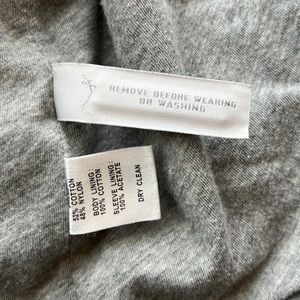 REMOVE BEFORE WEARING
OR WASHING
52% COTTON
48% NYLON
BODY LINING:
100% COTTON
SLEEVE LINING:
100% ACETATE
DRY CLEAN